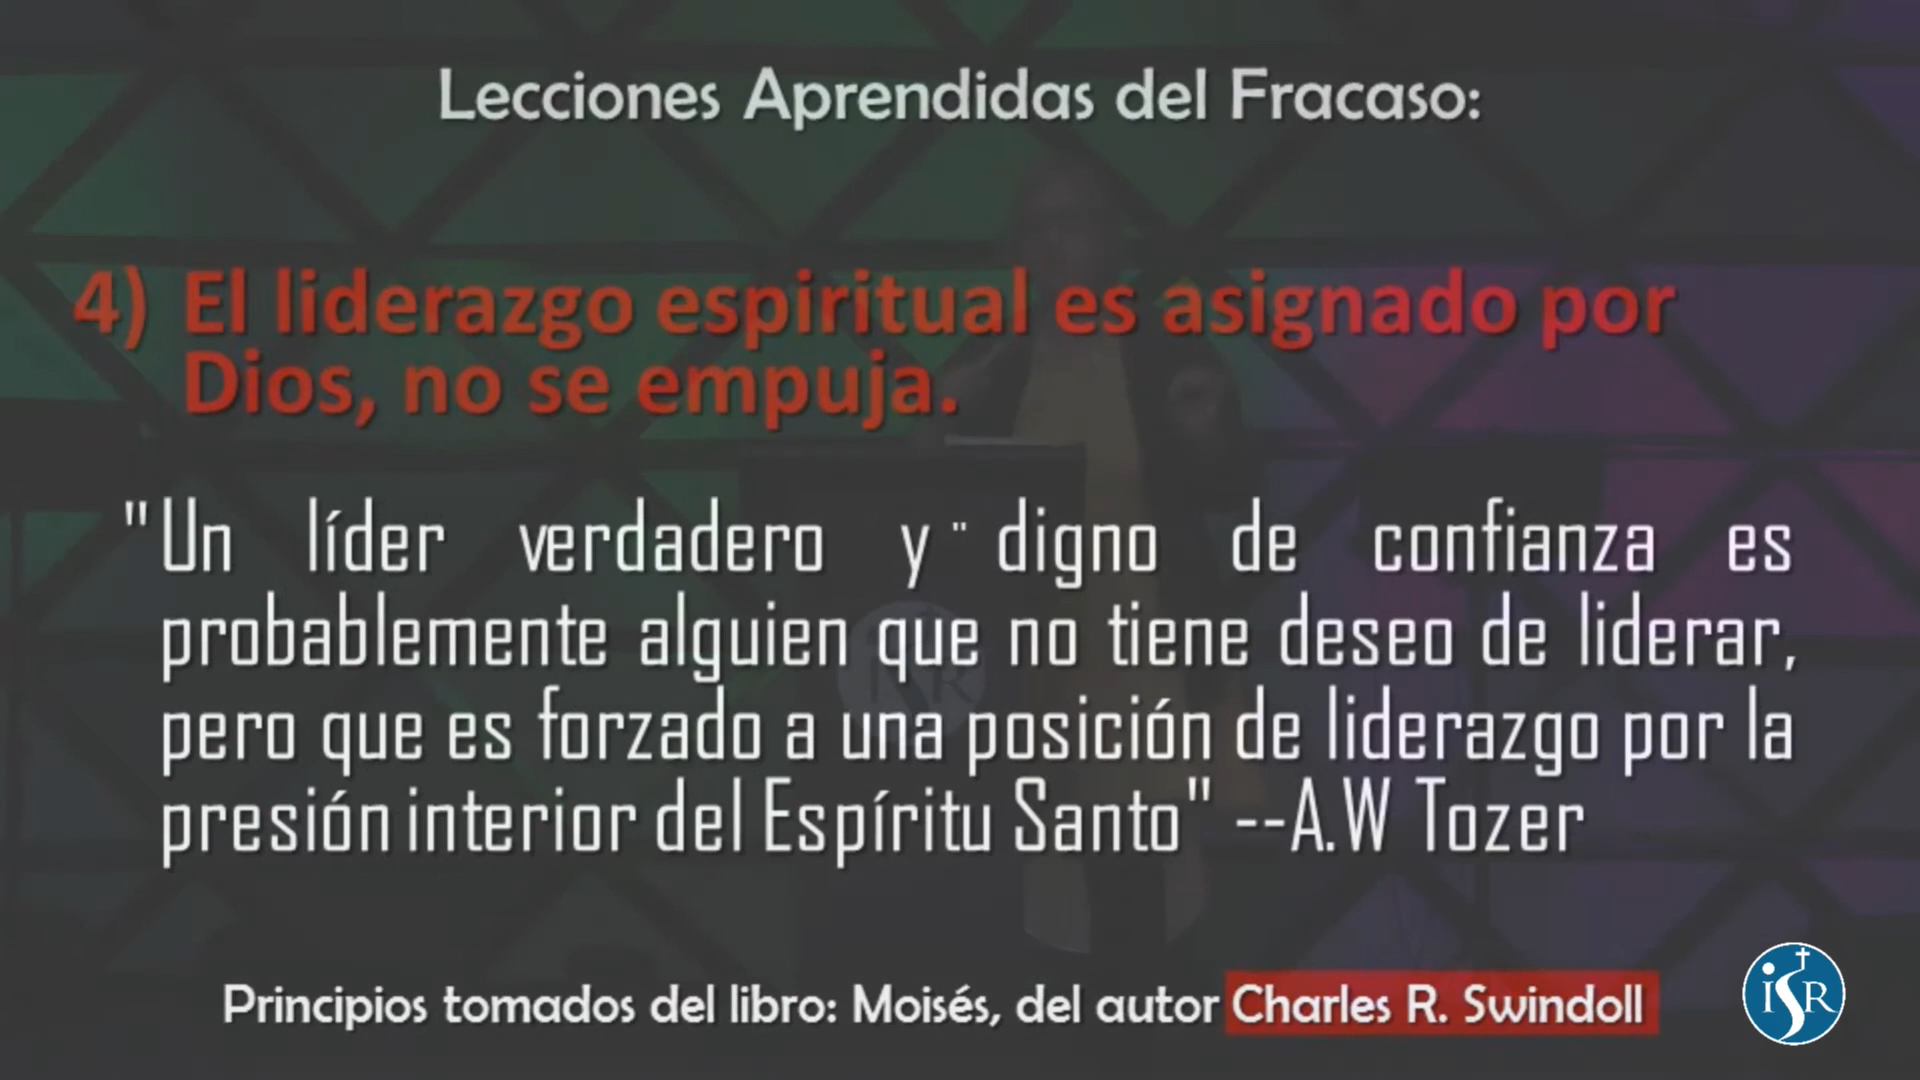 Lecciones Aprendidas del Fracaso:
4) El liderazgo espiritual es asignado por
Dios, no se empuja.
"Un líder verdadero y ¨ digno de confianza es
probablemente alguien que no tiene deseo de liderar,
pero que es forzado a una posición de liderazgo por la
presión interior del Espíritu Santo" --A.W Tozer
Principios tomados del libro: Moisés, del autor Charles R. Swindoll
iSR